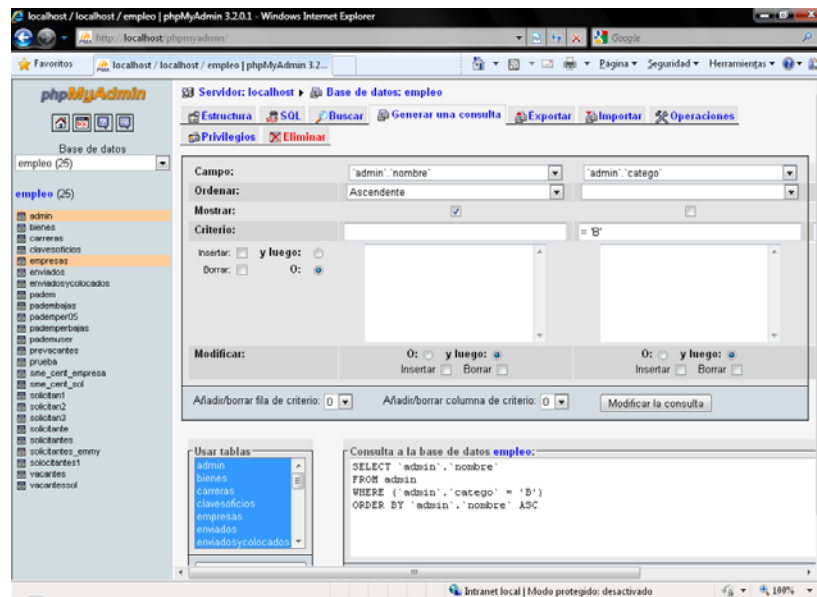 localhost / localhost / empleo | phpMyAdmin 3.2.0.1 - Windows Internet Explorer
http://localhost/phpmyadmin/
Google
Favoritos
localhost / localhost / empleo | phpMyAdmin 3.2...
Página
Seguridad
Herramientas
phpMyAdmin
Base de datos
empleo (25)
empleo (25)
admin
bienes
carreras
clavesoficios
empresas
enviados
enviadosycolocados
padem
padembajas
pademper05
pademperbajas
pademuser
prevacantes
prueba
sme_cent_empresa
sme_cent_sol
solicitan1
solicitan2
solicitan3
solicitante
solicitantes
solicitantes_emmy
solocitantes1
vacantes
vacantessol
Servidor: localhost
Base de datos: empleo
Estructura
SQL
Buscar
Generar una consulta
Exportar
Importar
Operaciones
Privilegios
Eliminar
Campo: `admin`.`nombre` `admin`.`catego`
Ordenar: Ascendente
Mostrar:
Criterio: = 'B'
Insertar: y luego:
Borrar: O:
Modificar: O: y luego: O: y luego:
Insertar Borrar Insertar Borrar
Añadir/borrar fila de criterio: 0 Añadir/borrar columna de criterio: 0 Modificar la consulta
Usar tablas
admin
bienes
carreras
clavesoficios
empresas
enviados
enviadosycolocados
Consulta a la base de datos empleo:
SELECT `admin`.`nombre`
FROM admin
WHERE (`admin`.`catego` = 'B')
ORDER BY `admin`.`nombre` ASC
Intranet local | Modo protegido: desactivado
100%